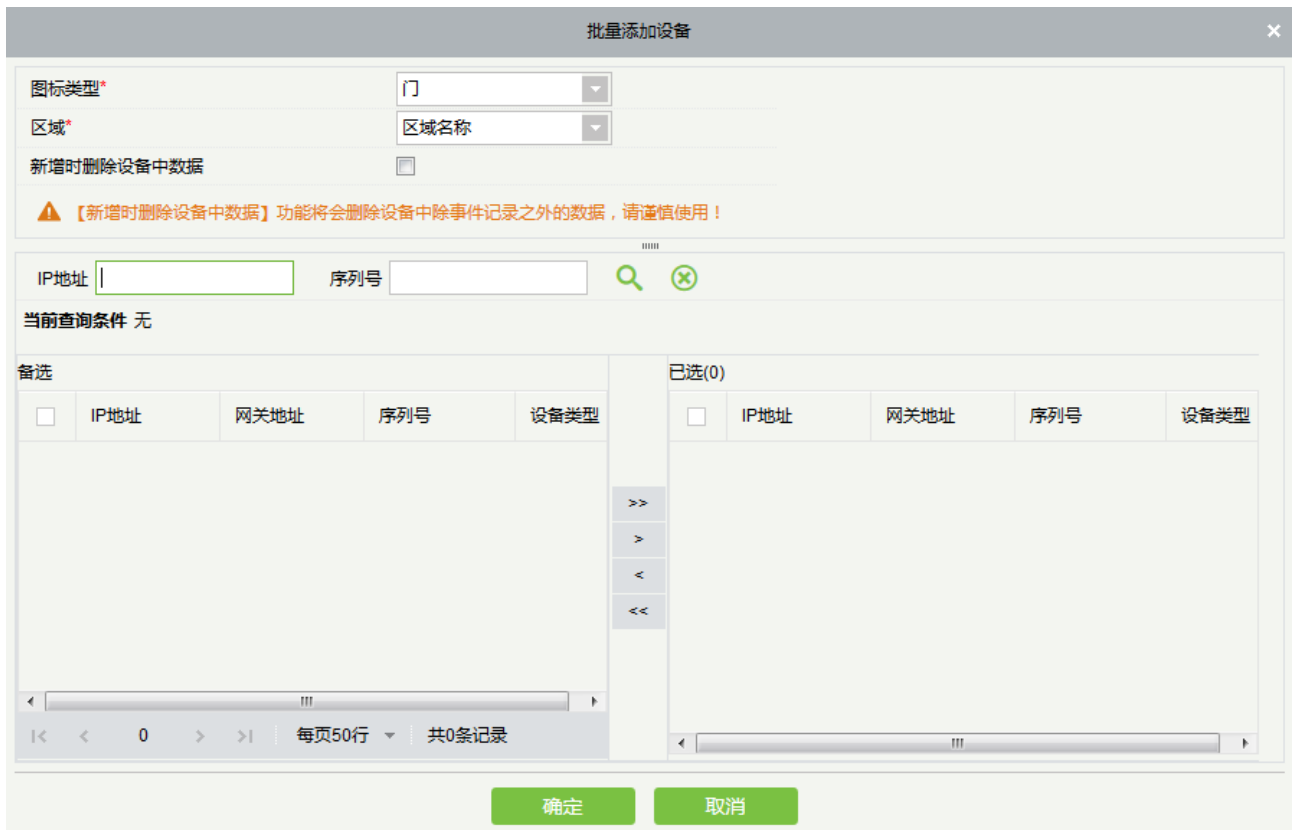 批量添加设备
图标类型* 门
区域* 区域名称
新增时删除设备中数据
【新增时删除设备中数据】功能将会删除设备中除事件记录之外的数据，请谨慎使用！
IP地址 序列号
当前查询条件 无
备选 已选(0)
IP地址 网关地址 序列号 设备类型 IP地址 网关地址 序列号 设备类型
>>
>
<
<<
|< < 0 > >| 每页50行 共0条记录
确定 取消